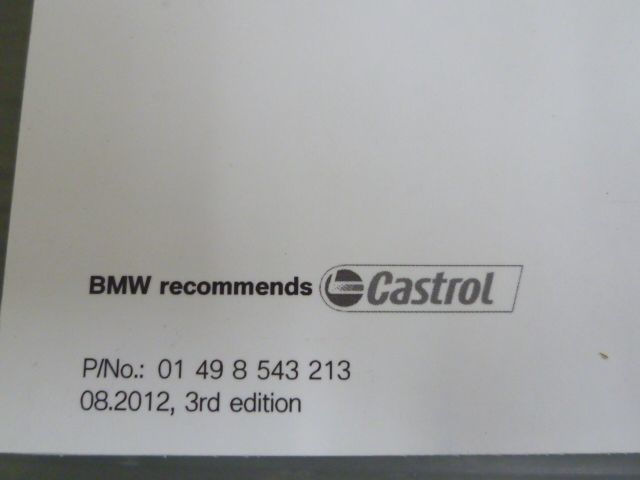 BMW recommends Castrol
P/No.: 01 49 8 543 213
08.2012, 3rd edition